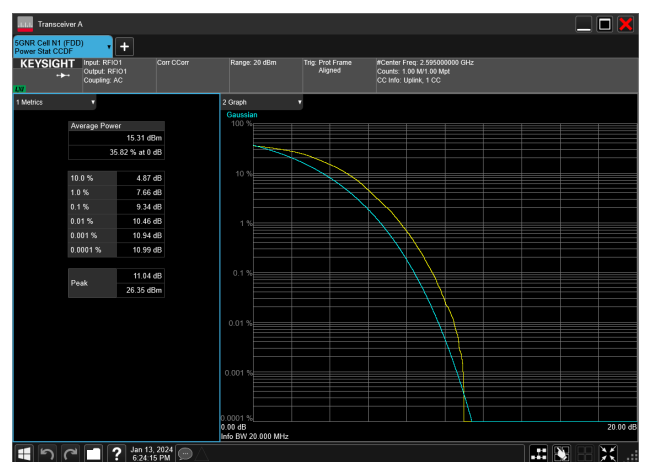 Transceiver A
5GNR Cell N1 (FDD)
Power Stat CCDF
KEYSIGHT
Input: RFIO1
Output: RFIO1
Coupling: AC
Corr CCorr
Range: 20 dBm
Trig: Prot Frame
Aligned
#Center Freq: 2.595000000 GHz
Counts: 1.00 M/1.00 Mpt
CC Info: Uplink, 1 CC
LXI
1 Metrics
Average Power
15.31 dBm
35.82 % at 0 dB
10.0 % 4.87 dB
1.0 % 7.66 dB
0.1 % 9.34 dB
0.01 % 10.46 dB
0.001 % 10.94 dB
0.0001 % 10.99 dB
Peak
11.04 dB
26.35 dBm
2 Graph
Gaussian
100 %
10 %
1 %
0.1 %
0.01 %
0.001 %
0.0001 %
0.00 dB
20.00 dB
Info BW 20.000 MHz
?
Jan 13, 2024
6:24:15 PM